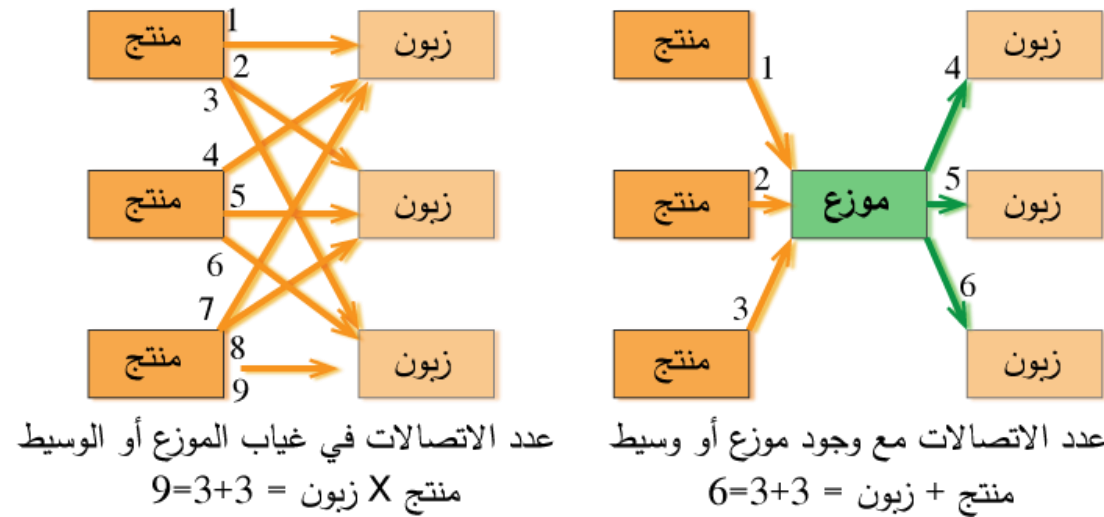 منتج
1
زبون
2
3
4
منتج
5
زبون
6
7
منتج
8
زبون
9
عدد الاتصالات في غياب الموزع أو الوسيط
منتج X زبون = 3+3=9
منتج
1
4
زبون
منتج
2
موزع
5
زبون
3
6
منتج
زبون
عدد الاتصالات مع وجود موزع أو وسيط
منتج + زبون = 3+3=6